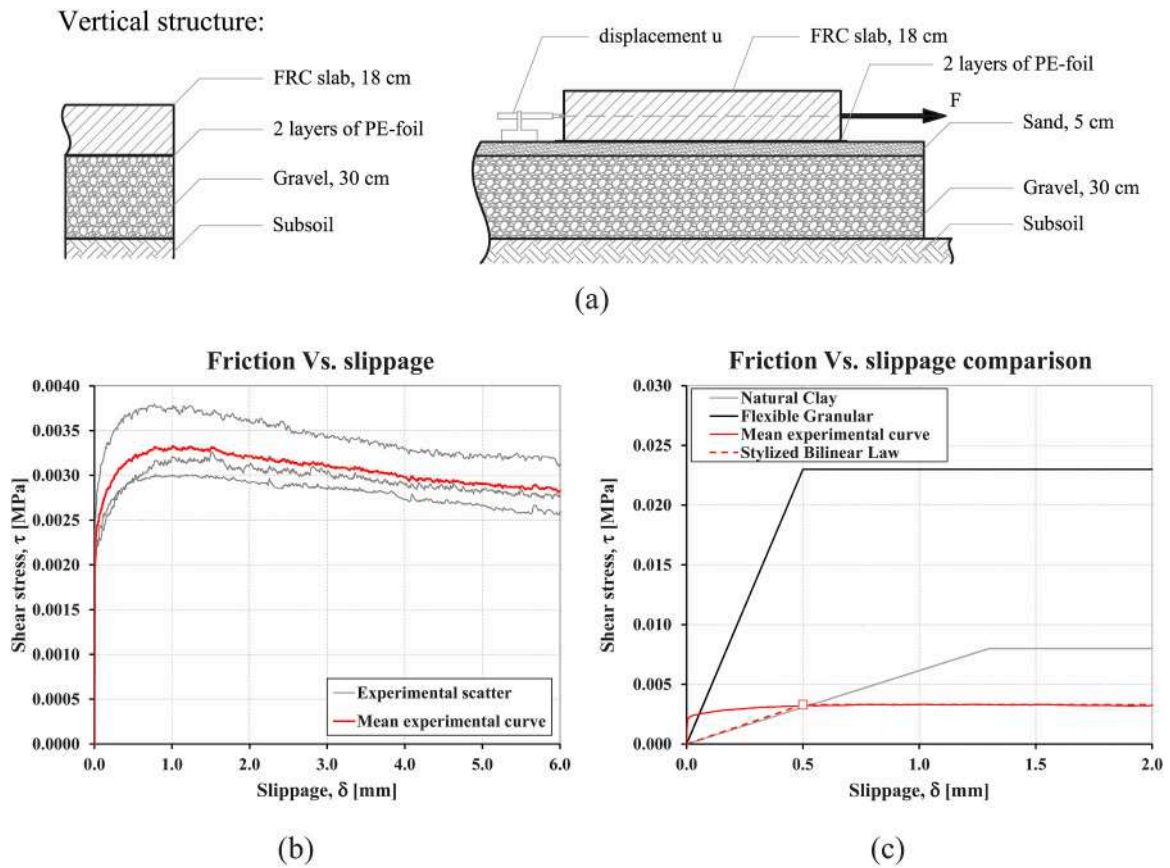 Vertical structure:
FRC slab, 18 cm
2 layers of PE-foil
Gravel, 30 cm
Subsoil
displacement u
FRC slab, 18 cm
2 layers of PE-foil
F
Sand, 5 cm
Gravel, 30 cm
Subsoil
(a)
Friction Vs. slippage
Shear stress, τ [MPa]
0.0040
0.0035
0.0030
0.0025
0.0020
0.0015
0.0010
0.0005
0.0000
Experimental scatter
Mean experimental curve
0.0 1.0 2.0 3.0 4.0 5.0 6.0
Slippage, δ [mm]
(b)
Friction Vs. slippage comparison
Shear stress, τ [MPa]
0.030
0.025
0.020
0.015
0.010
0.005
0.000
Natural Clay
Flexible Granular
Mean experimental curve
Stylized Bilinear Law
0.0 0.5 1.0 1.5 2.0
Slippage, δ [mm]
(c)